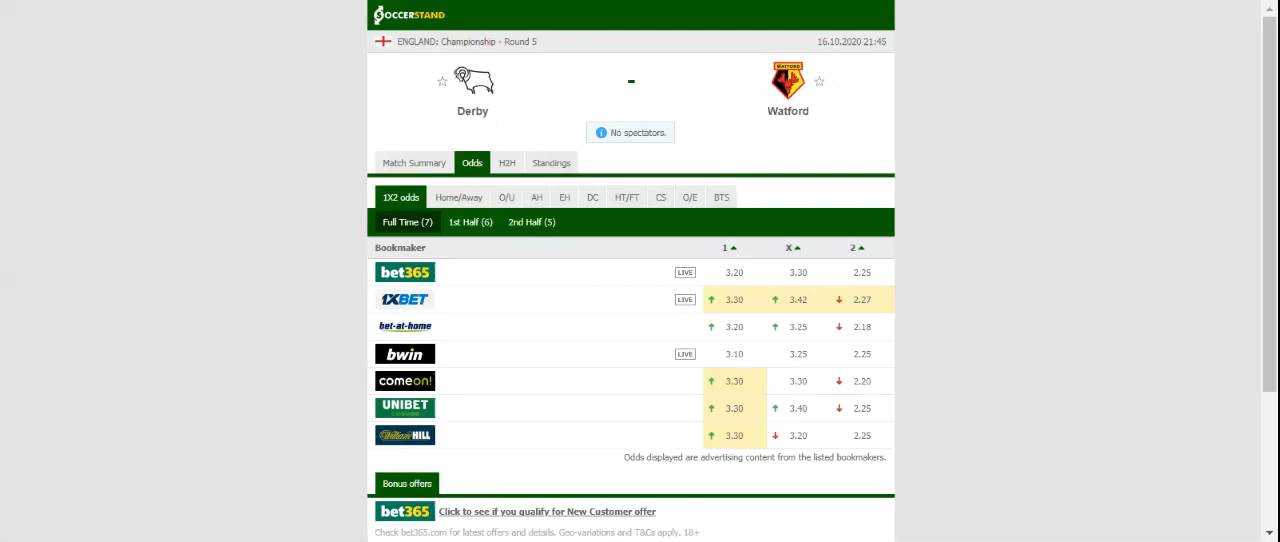 SOCCERSTAND
ENGLAND: Championship - Round 5 16.10.2020 21:45
WATFORD
-
Derby Watford
No spectators.
Match Summary Odds H2H Standings
1X2 odds Home/Away O/U AH EH DC HT/FT CS O/E BTS
Full Time (7) 1st Half (6) 2nd Half (5)
Bookmaker 1 X 2
bet365 LIVE 3.20 3.30 2.25
1XBET LIVE 3.30 3.42 2.27
bet-at-home 3.20 3.25 2.18
bwin LIVE 3.10 3.25 2.25
comeon! 3.30 3.30 2.20
UNIBET 3.30 3.40 2.25
William HILL 3.30 3.20 2.25
Odds displayed are advertising content from the listed bookmakers.
Bonus offers
bet365 Click to see if you qualify for New Customer offer
Check bet365.com for latest offers and details. Geo-variations and T&Cs apply. 18+